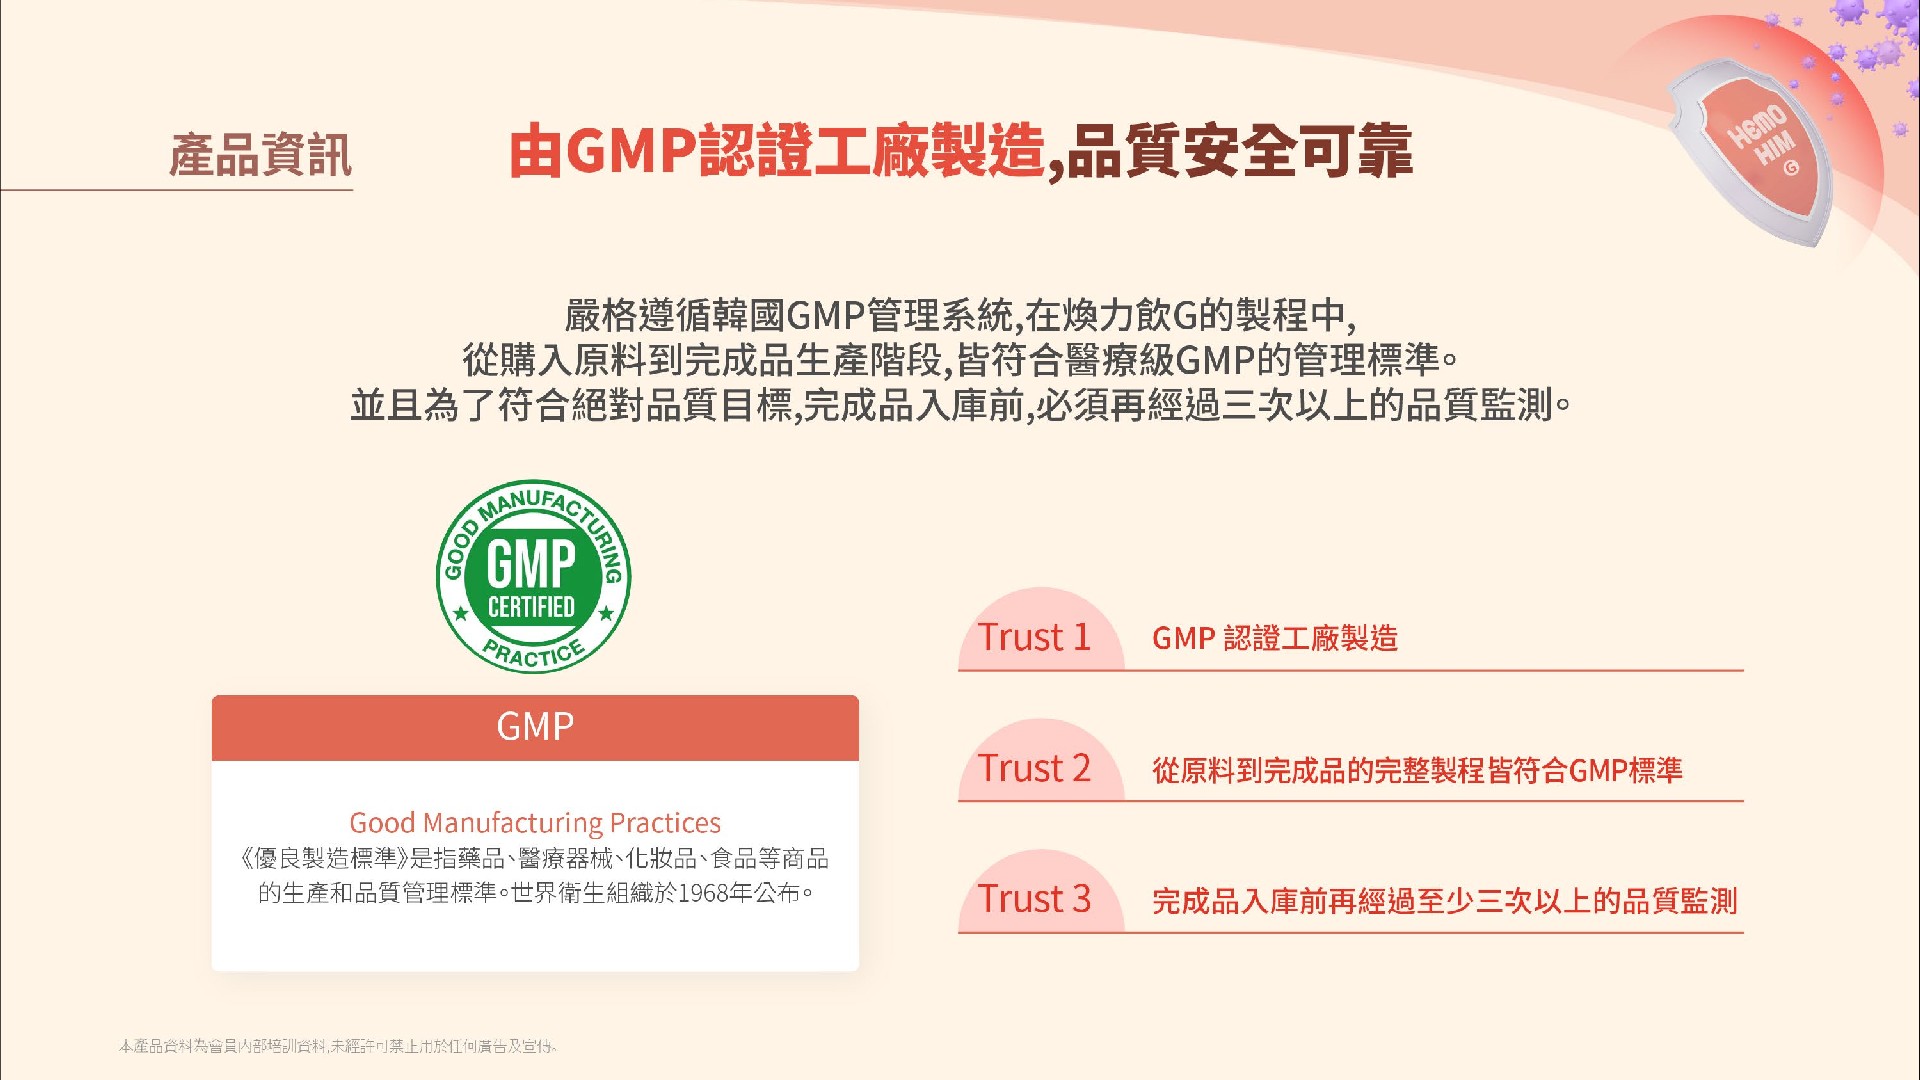 產品資訊
由GMP認證工廠製造,品質安全可靠
HEMO
HIM
G
嚴格遵循韓國GMP管理系統,在煥力飲G的製程中,
從購入原料到完成品生產階段,皆符合醫療級GMP的管理標準。
並且為了符合絕對品質目標,完成品入庫前,必須再經過三次以上的品質監測。
GOOD MANUFACTURING
GMP
CERTIFIED
PRACTICE
GMP
Good Manufacturing Practices
《優良製造標準》是指藥品、醫療器械、化妝品、食品等商品
的生產和品質管理標準。世界衛生組織於1968年公布。
Trust 1 GMP 認證工廠製造
Trust 2 從原料到完成品的完整製程皆符合GMP標準
Trust 3 完成品入庫前再經過至少三次以上的品質監測
本產品資料為會員內部培訓資料,未經許可禁止用於任何廣告及宣傳。